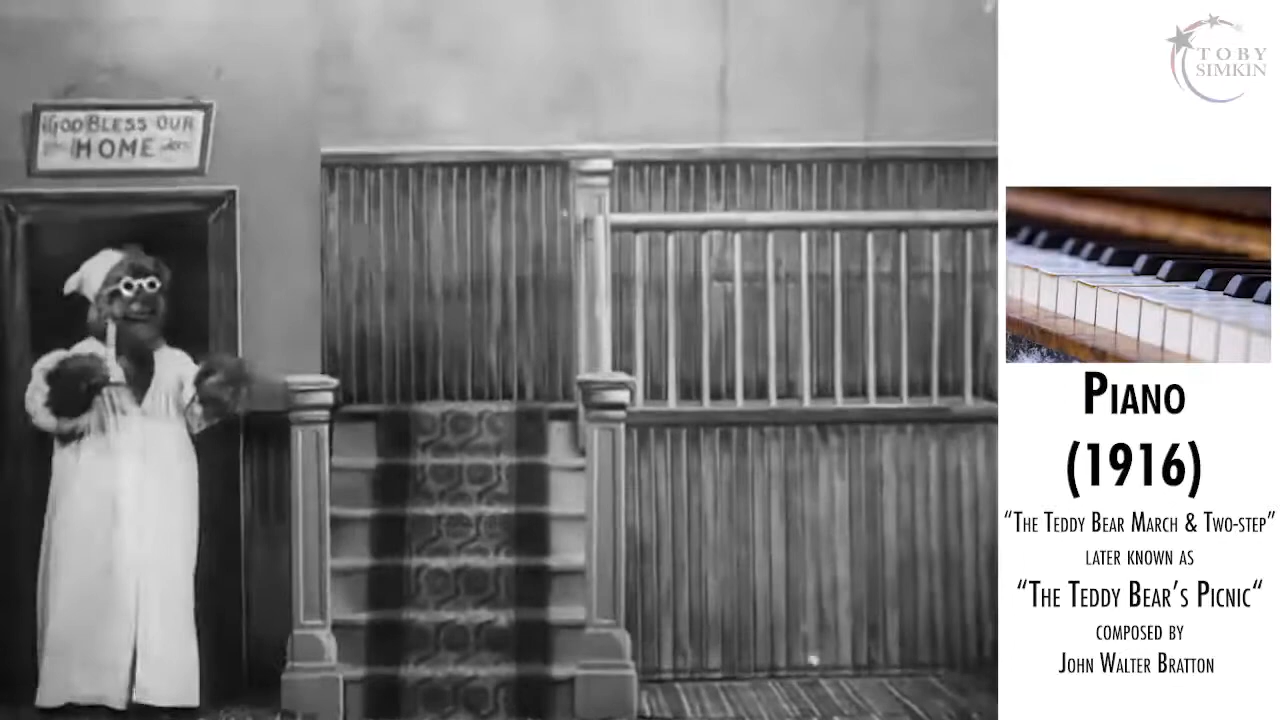 GOD BLESS OUR
HOME
TOBY
SIMKIN
PIANO
(1916)
“THE TEDDY BEAR MARCH & TWO-STEP”
LATER KNOWN AS
“THE TEDDY BEAR’S PICNIC“
COMPOSED BY
JOHN WALTER BRATTON